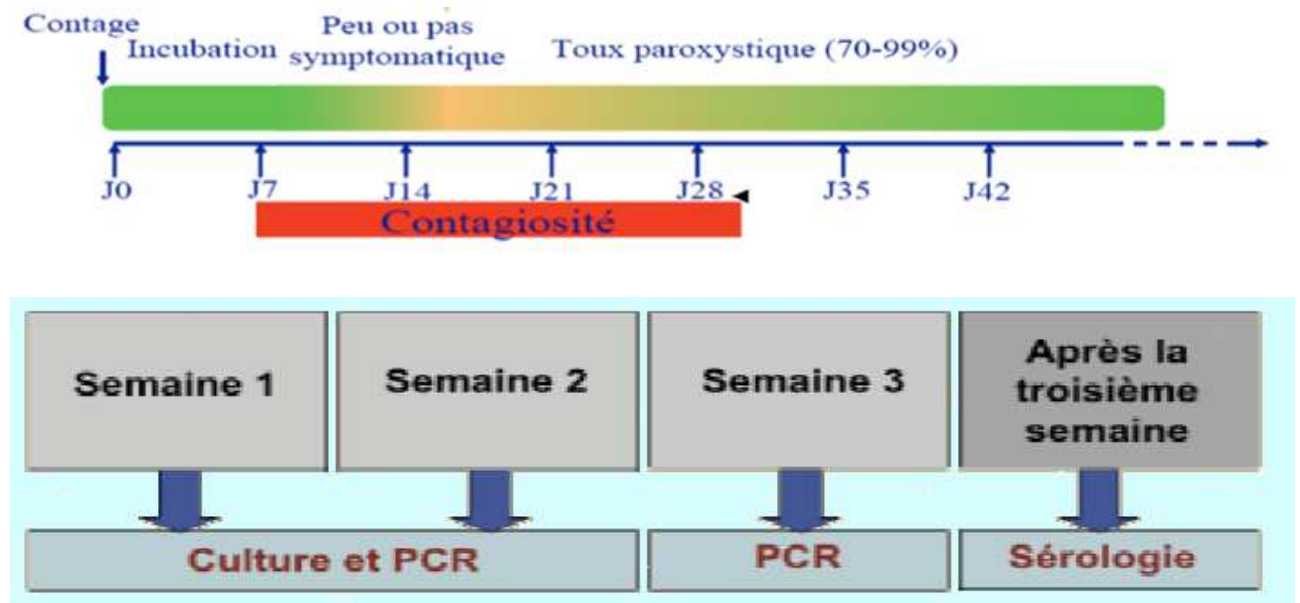 Contage
Incubation
Peu ou pas
symptomatique
Toux paroxystique (70-99%)
J0 J7 J14 J21 J28 J35 J42
Contagiosité
Semaine 1
Semaine 2
Semaine 3
Après la
troisième
semaine
Culture et PCR
PCR
Sérologie